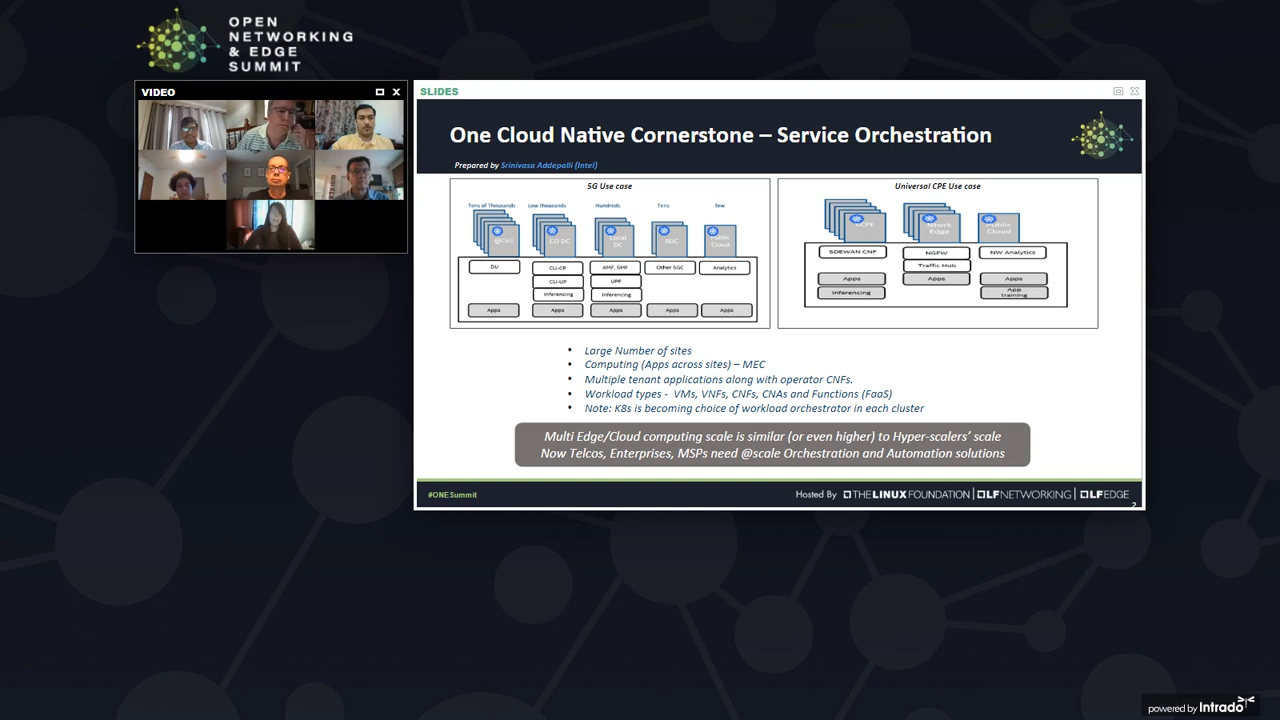 OPEN
NETWORKING
& EDGE
SUMMIT
VIDEO
SLIDES
One Cloud Native Cornerstone – Service Orchestration
Prepared by Srinivasa Addepalli (Intel)
5G Use case
Tens of Thousands
Low thousands
Hundreds
Tens
few
@Cell
CO DC
Local
DC
RDC
Public
Cloud
DU
CU-CP
AMF, SMF
Other 5GC
Analytics
CU-UP
UPF
Inferencing
Inferencing
Apps
Apps
Apps
Apps
Apps
Universal CPE Use case
uCPE
Ntwrk
Edge
Public
Cloud
SDEWAN CNF
NGFW
NW Analytics
Traffic Hub
Apps
Apps
Apps
Inferencing
App
training
• Large Number of sites
• Computing (Apps across sites) – MEC
• Multiple tenant applications along with operator CNFs.
• Workload types - VMs, VNFs, CNFs, CNAs and Functions (FaaS)
• Note: K8s is becoming choice of workload orchestrator in each cluster
Multi Edge/Cloud computing scale is similar (or even higher) to Hyper-scalers’ scale
Now Telcos, Enterprises, MSPs need @scale Orchestration and Automation solutions
#ONESummit
Hosted By THE LINUX FOUNDATION | LF NETWORKING | LF EDGE
2
powered by Intrado